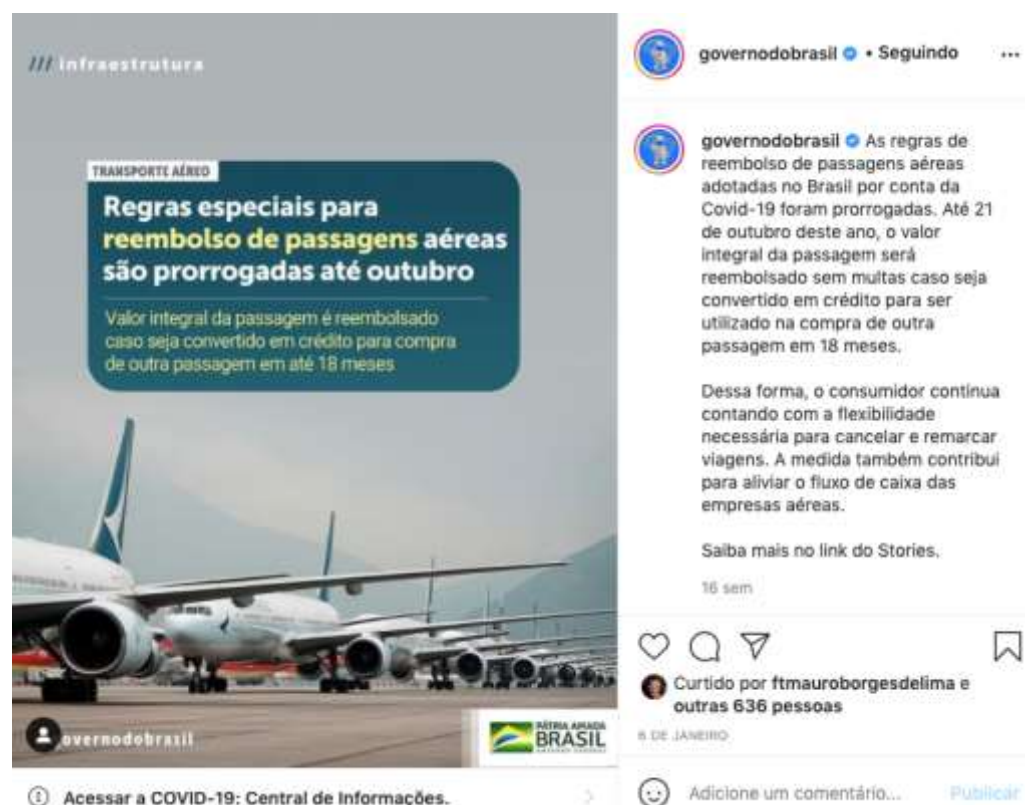 /// infraestrutura
TRANSPORTE AÉREO
Regras especiais para
reembolso de passagens aéreas
são prorrogadas até outubro
Valor integral da passagem é reembolsado
caso seja convertido em crédito para compra
de outra passagem em até 18 meses
overnodobrasil
PÁTRIA AMADA
BRASIL
Acessar a COVID-19: Central de Informações.
governodobrasil • Seguindo
governodobrasil As regras de
reembolso de passagens aéreas
adotadas no Brasil por conta da
Covid-19 foram prorrogadas. Até 21
de outubro deste ano, o valor
integral da passagem será
reembolsado sem multas caso seja
convertido em crédito para ser
utilizado na compra de outra
passagem em 18 meses.
Dessa forma, o consumidor continua
contando com a flexibilidade
necessária para cancelar e remarcar
viagens. A medida também contribui
para aliviar o fluxo de caixa das
empresas aéreas.
Saiba mais no link do Stories.
16 sem
Curtido por ftmauroborgesdelima e
outras 636 pessoas
6 DE JANEIRO
Adicione um comentário... Publicar